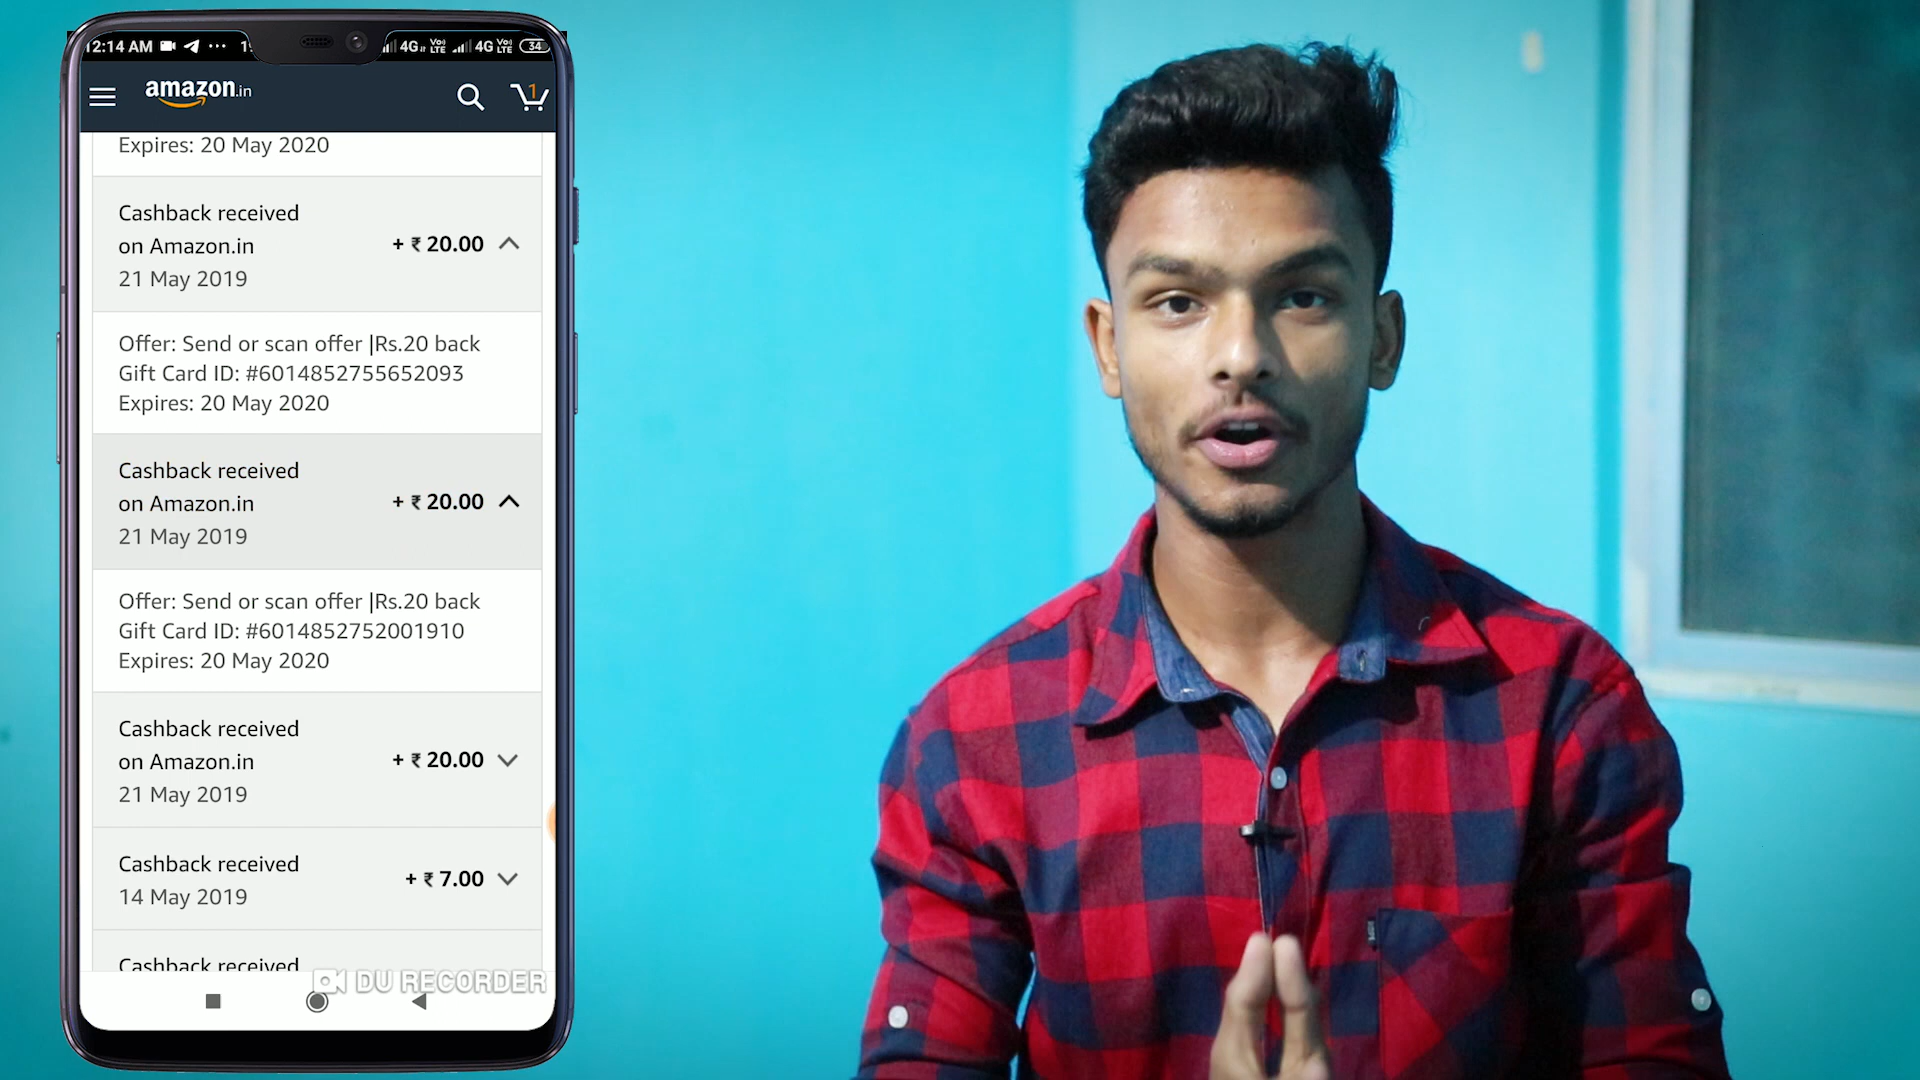 12:14 AM
4G VoLTE 4G VoLTE 34
amazon.in
1
Expires: 20 May 2020
Cashback received
on Amazon.in
+ ₹ 20.00
21 May 2019
Offer: Send or scan offer |Rs.20 back
Gift Card ID: #6014852755652093
Expires: 20 May 2020
Cashback received
on Amazon.in
+ ₹ 20.00
21 May 2019
Offer: Send or scan offer |Rs.20 back
Gift Card ID: #6014852752001910
Expires: 20 May 2020
Cashback received
on Amazon.in
+ ₹ 20.00
21 May 2019
Cashback received
+ ₹ 7.00
14 May 2019
Cashback received
DU RECORDER